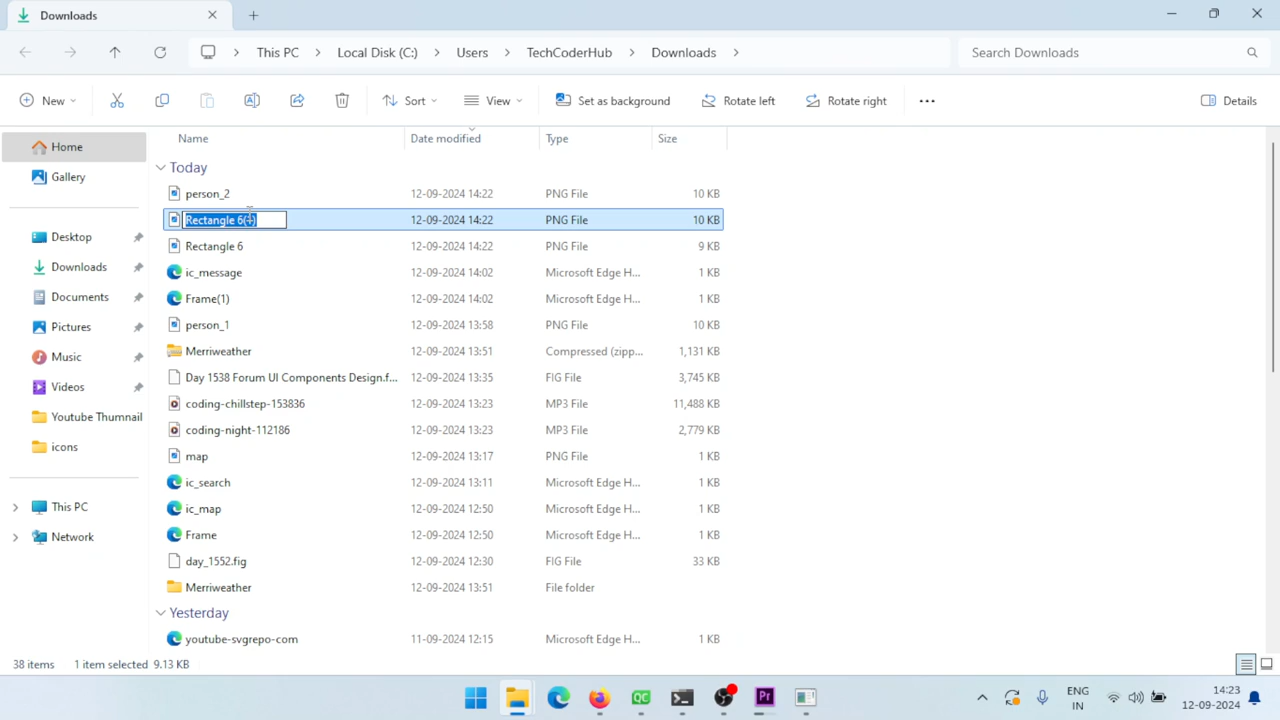 Downloads
This PC Local Disk (C:) Users TechCoderHub Downloads
Search Downloads
New Sort View Set as background Rotate left Rotate right Details
Name Date modified Type Size
Home
Gallery
Desktop
Downloads
Documents
Pictures
Music
Videos
Youtube Thumnail
icons
This PC
Network
Today
person_2 12-09-2024 14:22 PNG File 10 KB
Rectangle 12-09-2024 14:22 PNG File 10 KB
Rectangle 6 12-09-2024 14:22 PNG File 9 KB
ic_message 12-09-2024 14:02 Microsoft Edge H... 1 KB
Frame(1) 12-09-2024 14:02 Microsoft Edge H... 1 KB
person_1 12-09-2024 13:58 PNG File 10 KB
Merriweather 12-09-2024 13:51 Compressed (zipp... 1,131 KB
Day 1538 Forum UI Components Design.f... 12-09-2024 13:35 FIG File 3,745 KB
coding-chillstep-153836 12-09-2024 13:23 MP3 File 11,488 KB
coding-night-112186 12-09-2024 13:23 MP3 File 2,779 KB
map 12-09-2024 13:17 PNG File 1 KB
ic_search 12-09-2024 13:11 Microsoft Edge H... 1 KB
ic_map 12-09-2024 12:50 Microsoft Edge H... 1 KB
Frame 12-09-2024 12:50 Microsoft Edge H... 1 KB
day_1552.fig 12-09-2024 12:30 FIG File 33 KB
Merriweather 12-09-2024 13:51 File folder
Yesterday
youtube-svgrepo-com 11-09-2024 12:15 Microsoft Edge H... 1 KB
38 items 1 item selected 9.13 KB
QC
Pr
ENG
IN
14:23
12-09-2024